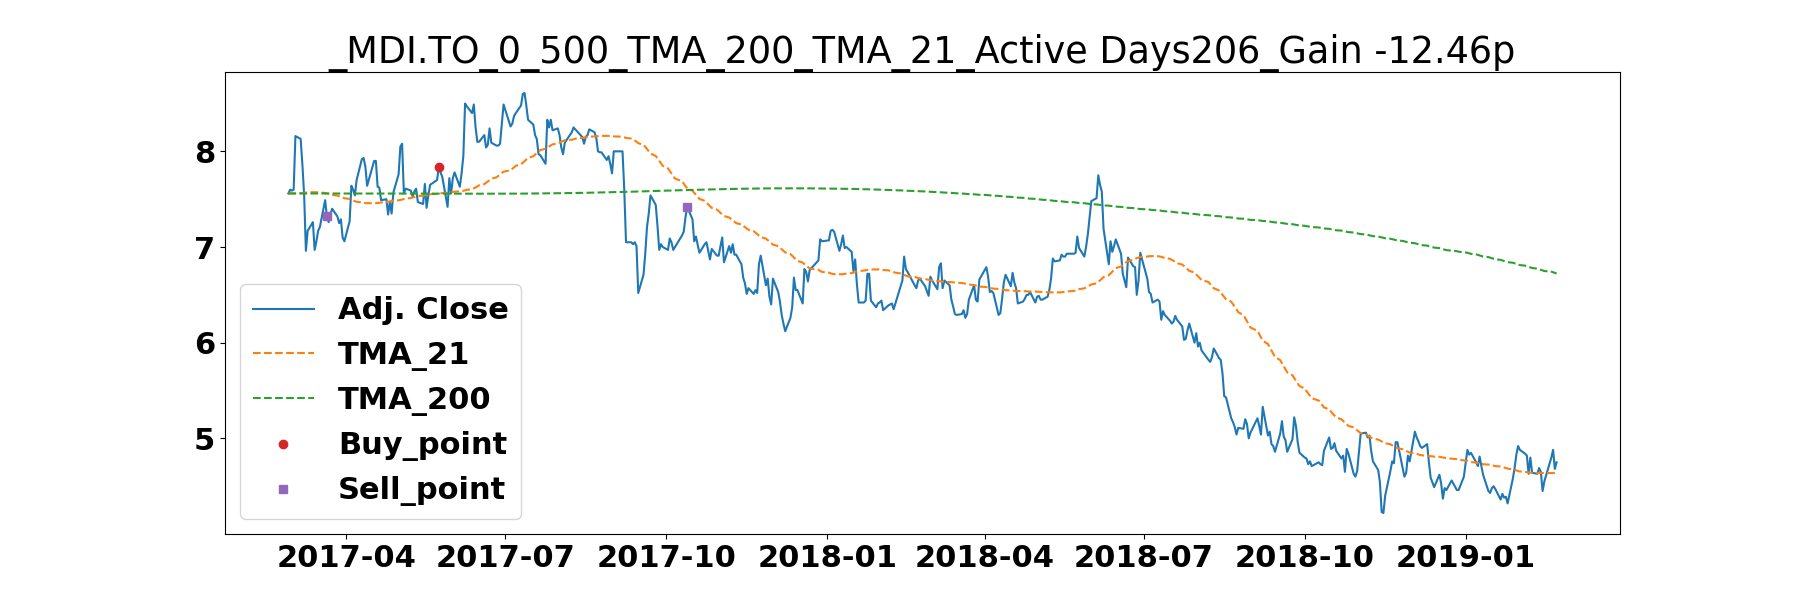 _MDI.TO_0_500_TMA_200_TMA_21_Active Days206_Gain -12.46p
8
7
6
5
Adj. Close
TMA_21
TMA_200
Buy_point
Sell_point
2017-04 2017-07 2017-10 2018-01 2018-04 2018-07 2018-10 2019-01